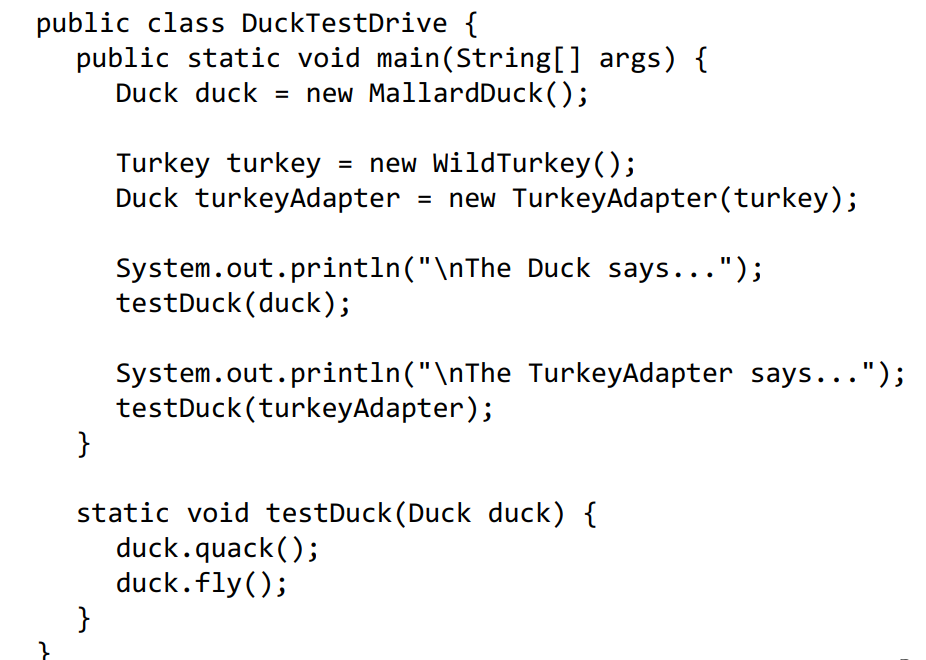 public class DuckTestDrive {
public static void main(String[] args) {
Duck duck = new MallardDuck();
Turkey turkey = new WildTurkey();
Duck turkeyAdapter = new TurkeyAdapter(turkey);
System.out.println("\nThe Duck says...");
testDuck(duck);
System.out.println("\nThe TurkeyAdapter says...");
testDuck(turkeyAdapter);
}
static void testDuck(Duck duck) {
duck.quack();
duck.fly();
}
}